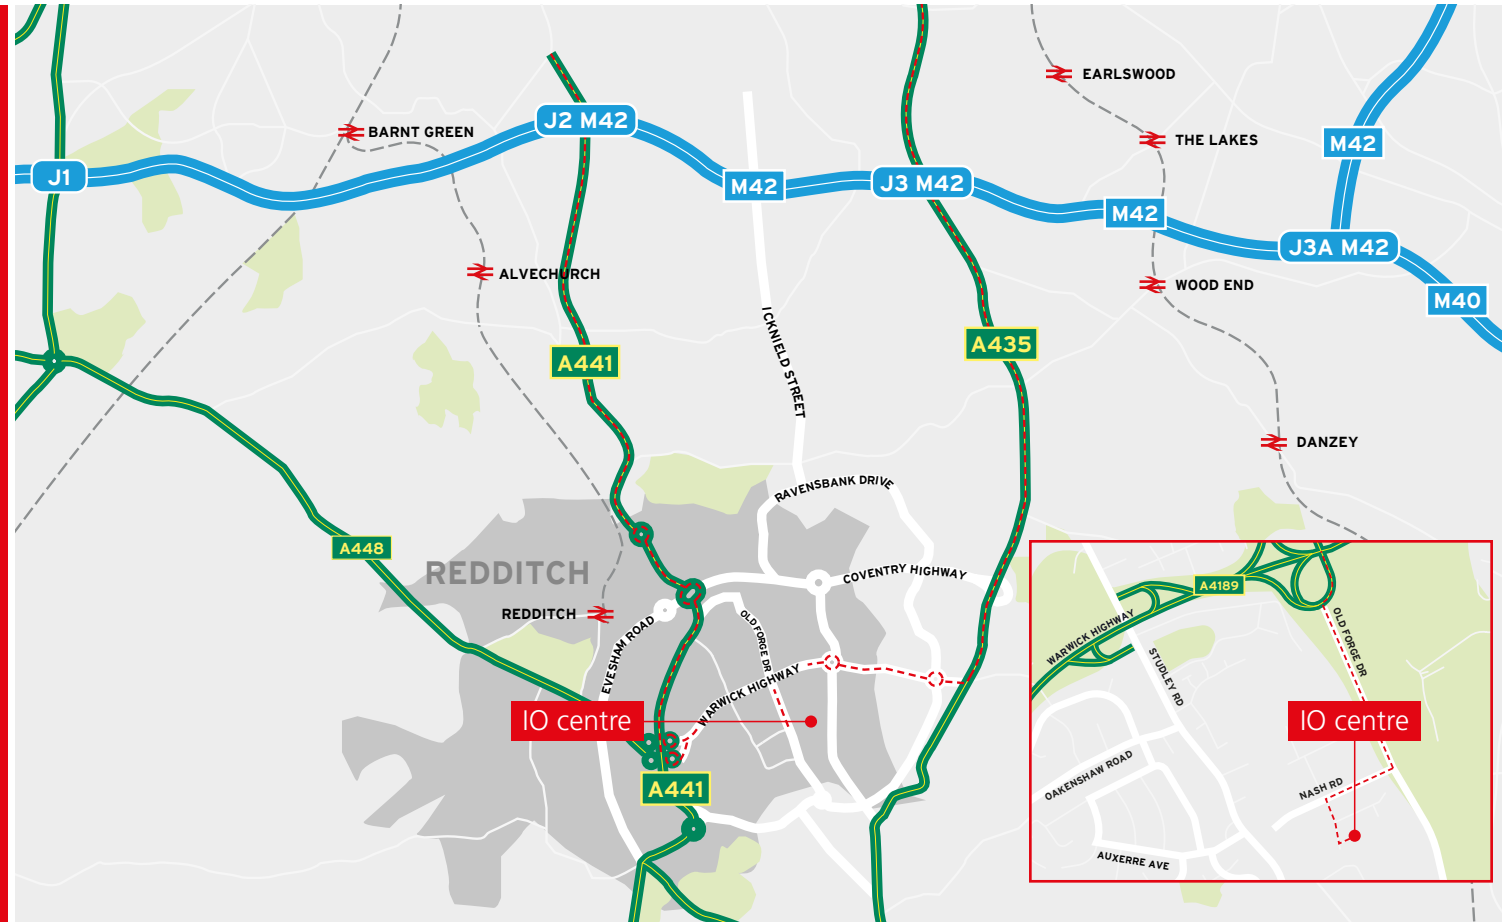 EARLSWOOD
J2 M42
BARNT GREEN
THE LAKES
M42
J1
M42
J3 M42
M42
J3A M42
ALVECHURCH
WOOD END
M40
ICKNIELD STREET
A435
A441
DANZEY
RAVENSBANK DRIVE
A448
REDDITCH
COVENTRY HIGHWAY
REDDITCH
OLD FORGE DR
EVESHAM ROAD
WARWICK HIGHWAY
IO centre
A441
A4189
WARWICK HIGHWAY
OLD FORGE DR
STUDLEY RD
IO centre
OAKENSHAW ROAD
NASH RD
AUXERRE AVE